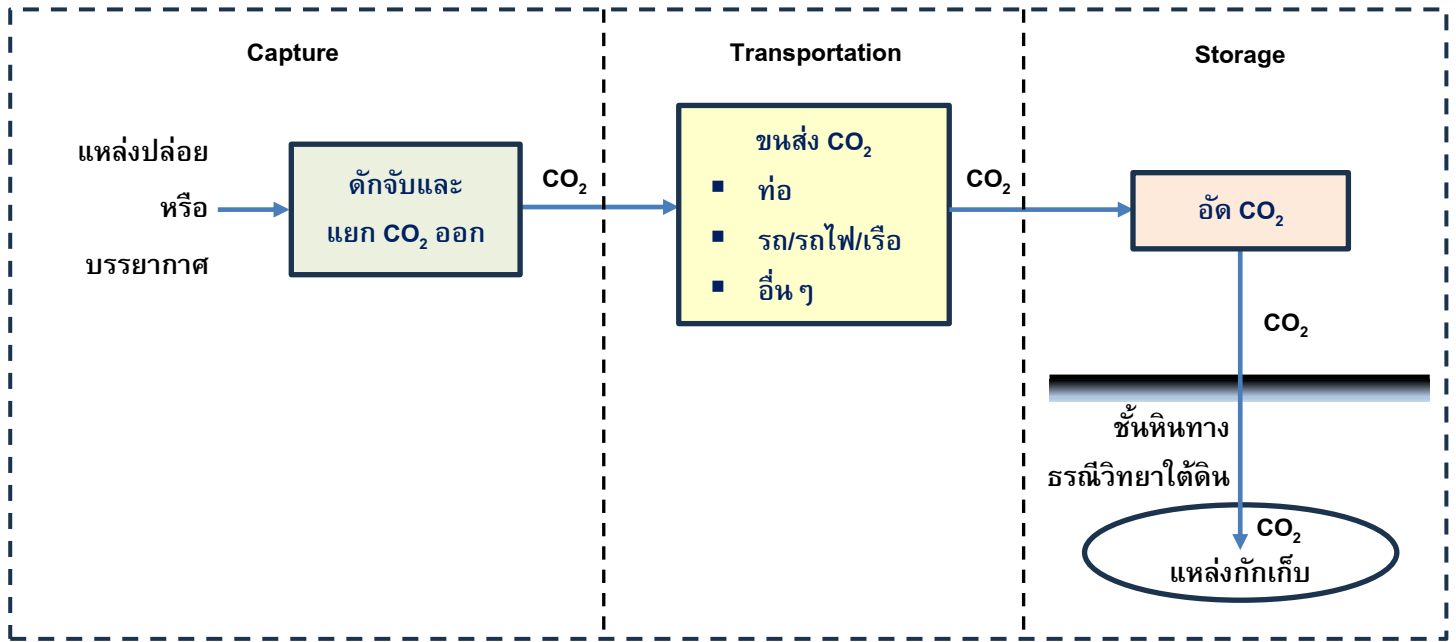 Capture
แหล่งปล่อย
หรือ
บรรยากาศ
ดักจับและ
แยก CO₂ ออก
CO₂
Transportation
ขนส่ง CO₂
▪ ท่อ
▪ รถ/รถไฟ/เรือ
▪ อื่น ๆ
CO₂
Storage
อัด CO₂
CO₂
ชั้นหินทาง
ธรณีวิทยาใต้ดิน
CO₂
แหล่งกักเก็บ